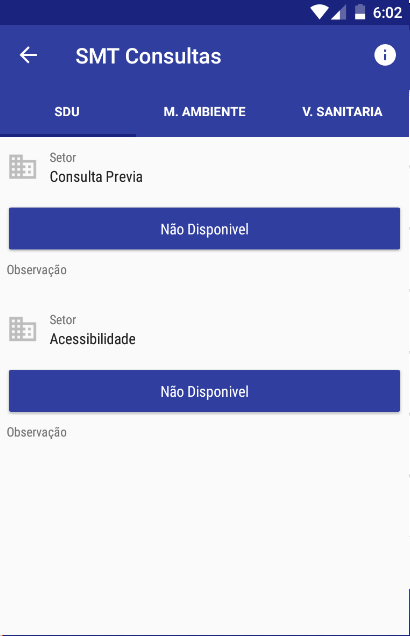 6:02
SMT Consultas
SDU M. AMBIENTE V. SANITARIA
Setor
Consulta Previa
Não Disponivel
Observação
Setor
Acessibilidade
Não Disponivel
Observação